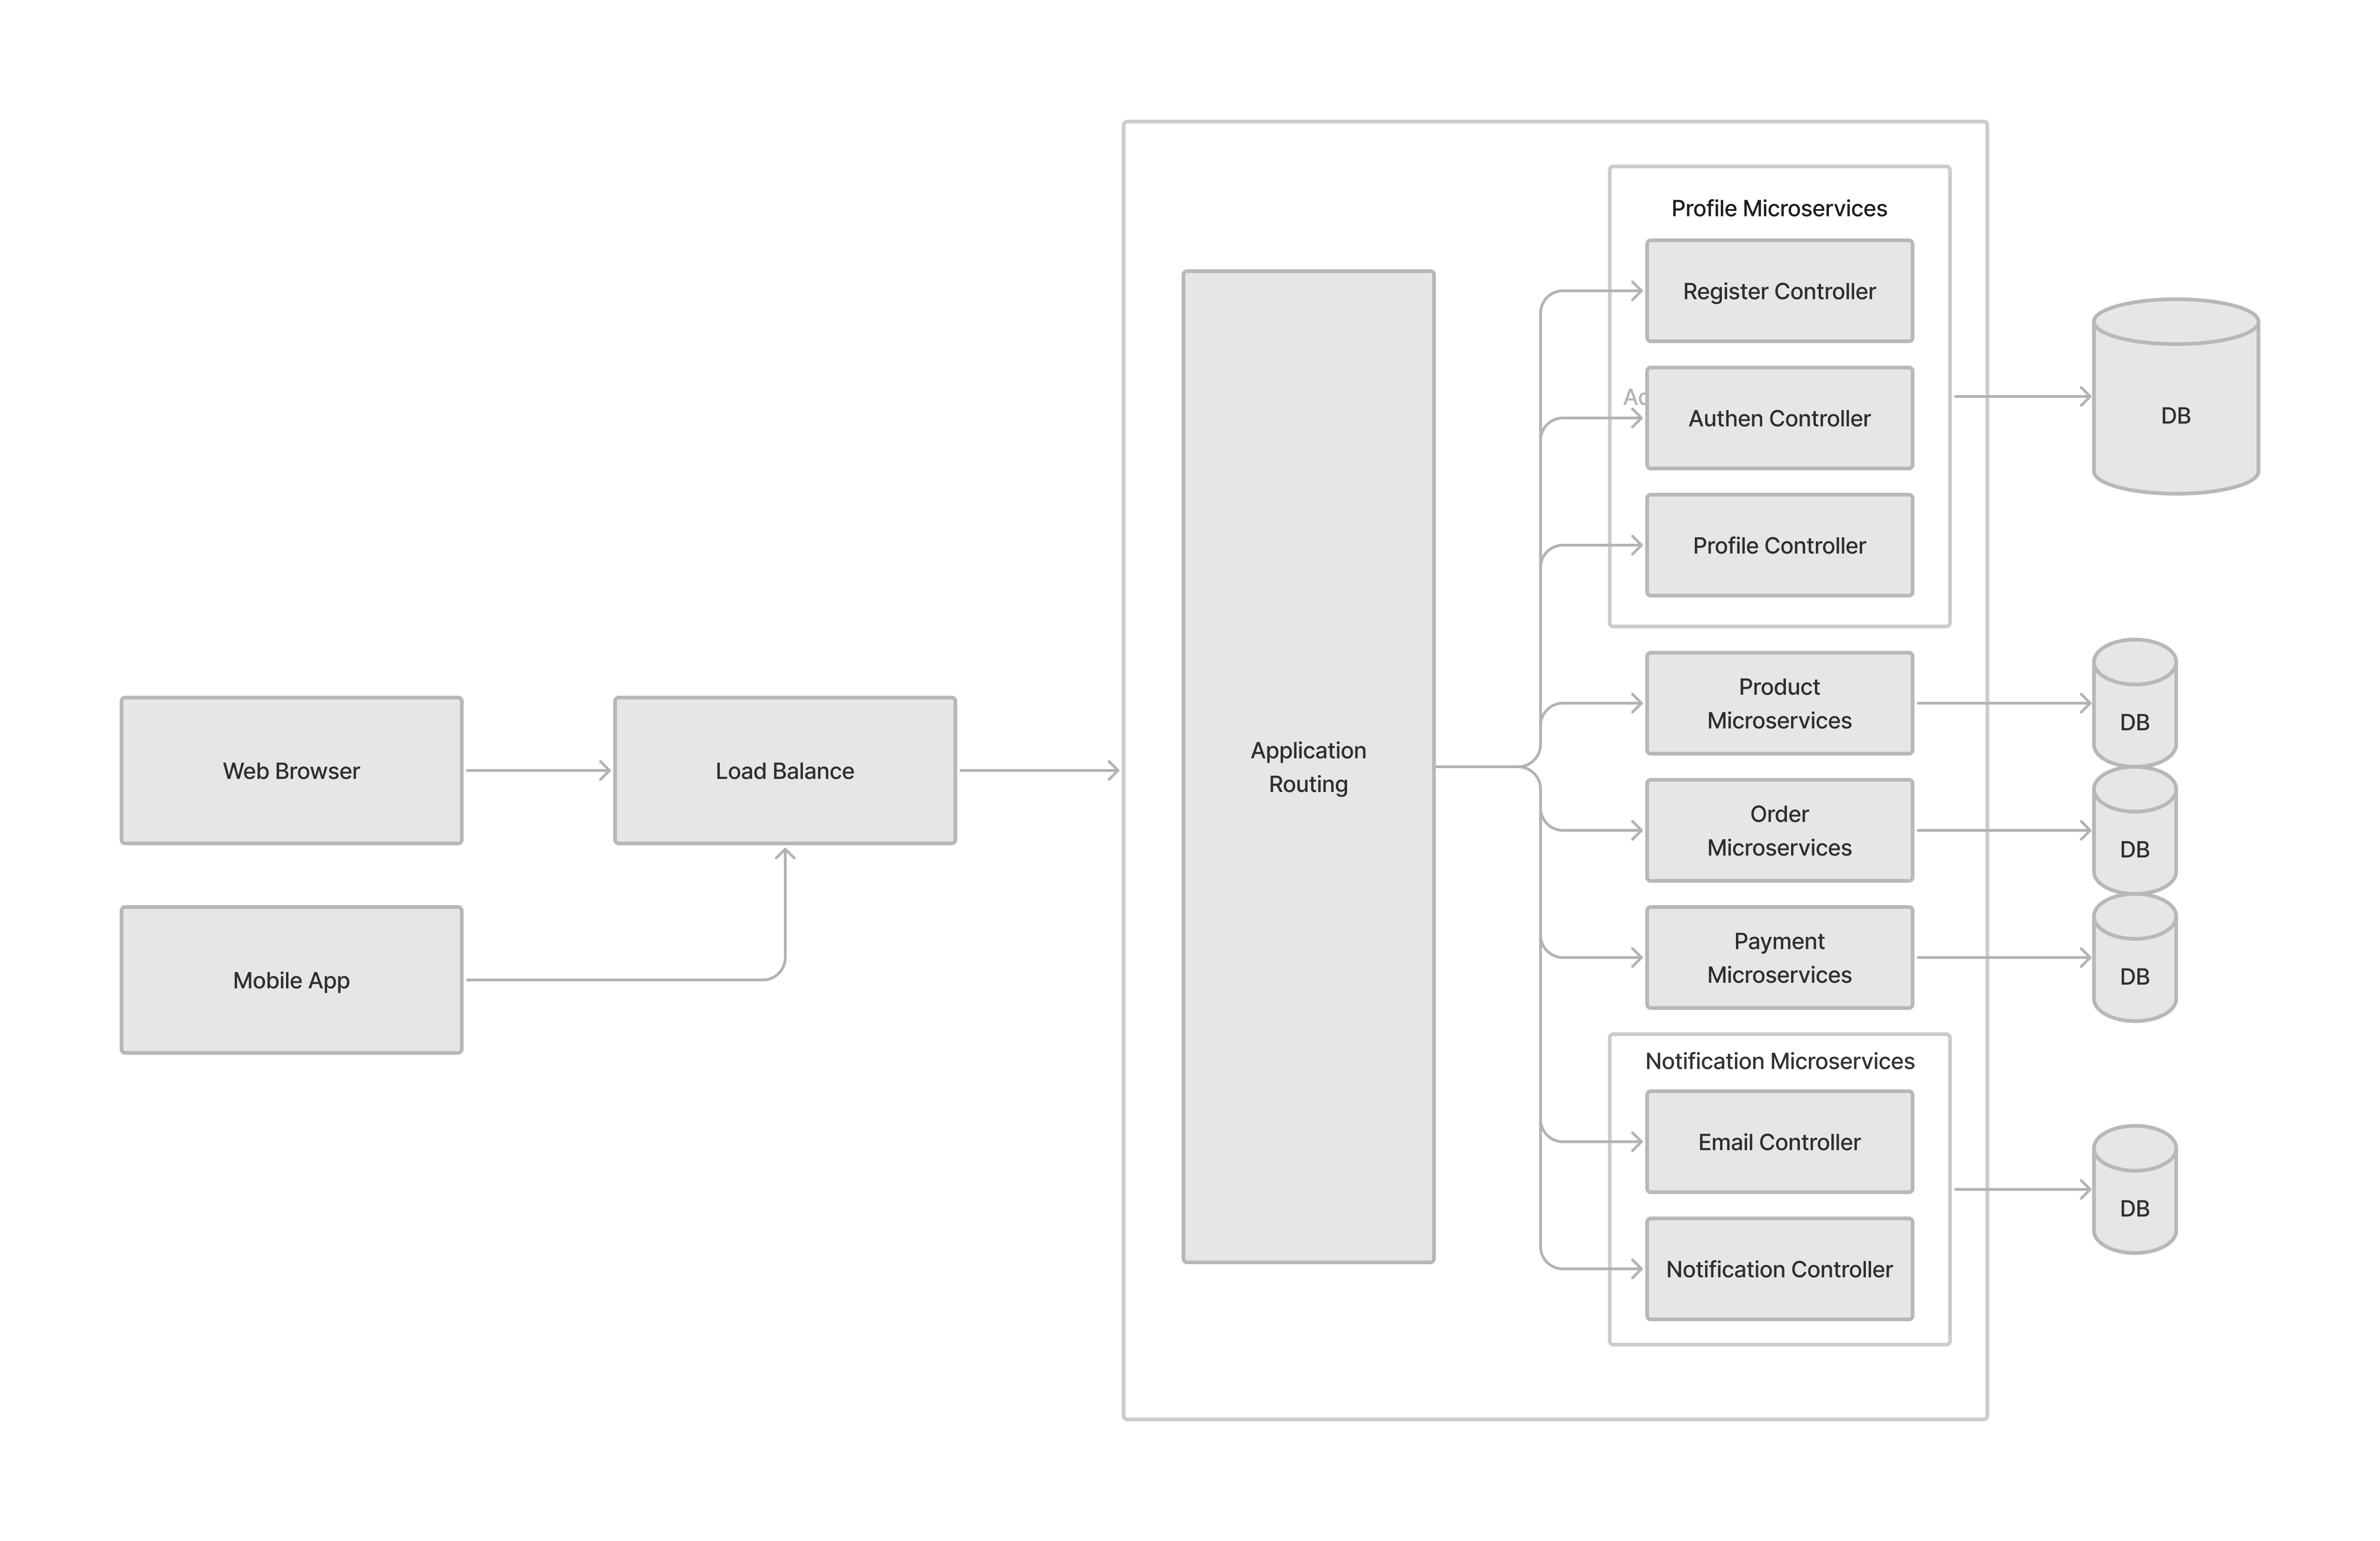 Profile Microservices
Register Controller
Authen Controller
DB
Profile Controller
Product
Microservices
DB
Web Browser
Load Balance
Application
Routing
Order
Microservices
DB
Mobile App
Payment
Microservices
DB
Notification Microservices
Email Controller
DB
Notification Controller